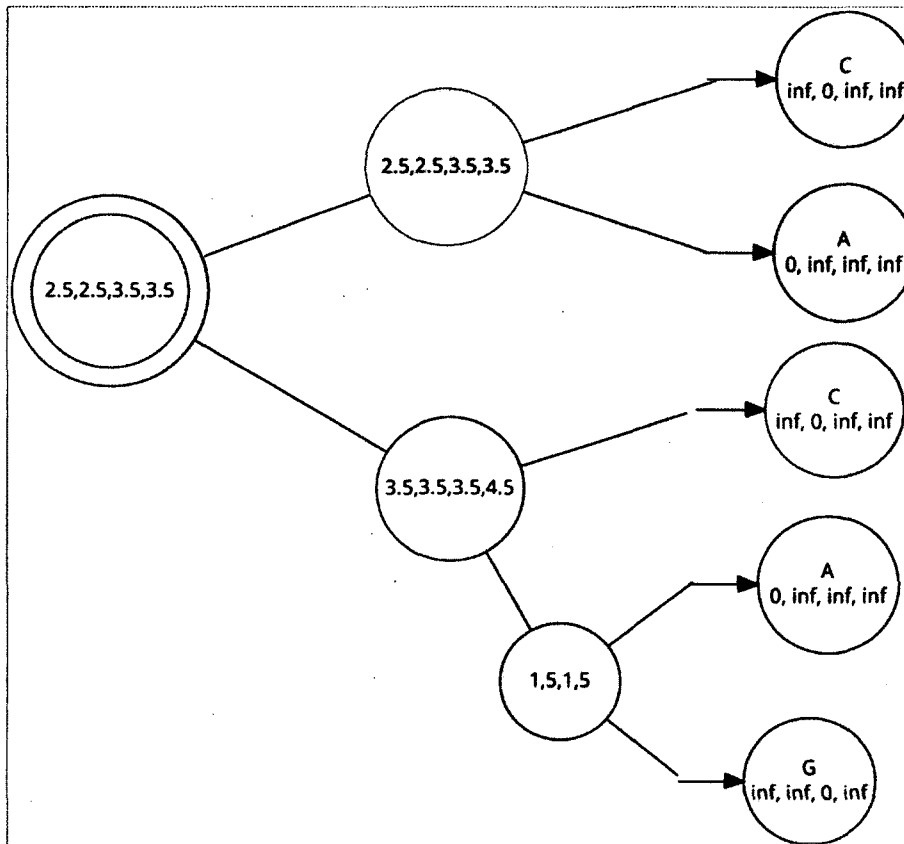 C
inf, 0, inf, inf
2.5,2.5,3.5,3.5
A
0, inf, inf, inf
2.5,2.5,3.5,3.5
C
inf, 0, inf, inf
3.5,3.5,3.5,4.5
A
0, inf, inf, inf
1,5,1,5
G
inf, inf, 0, inf